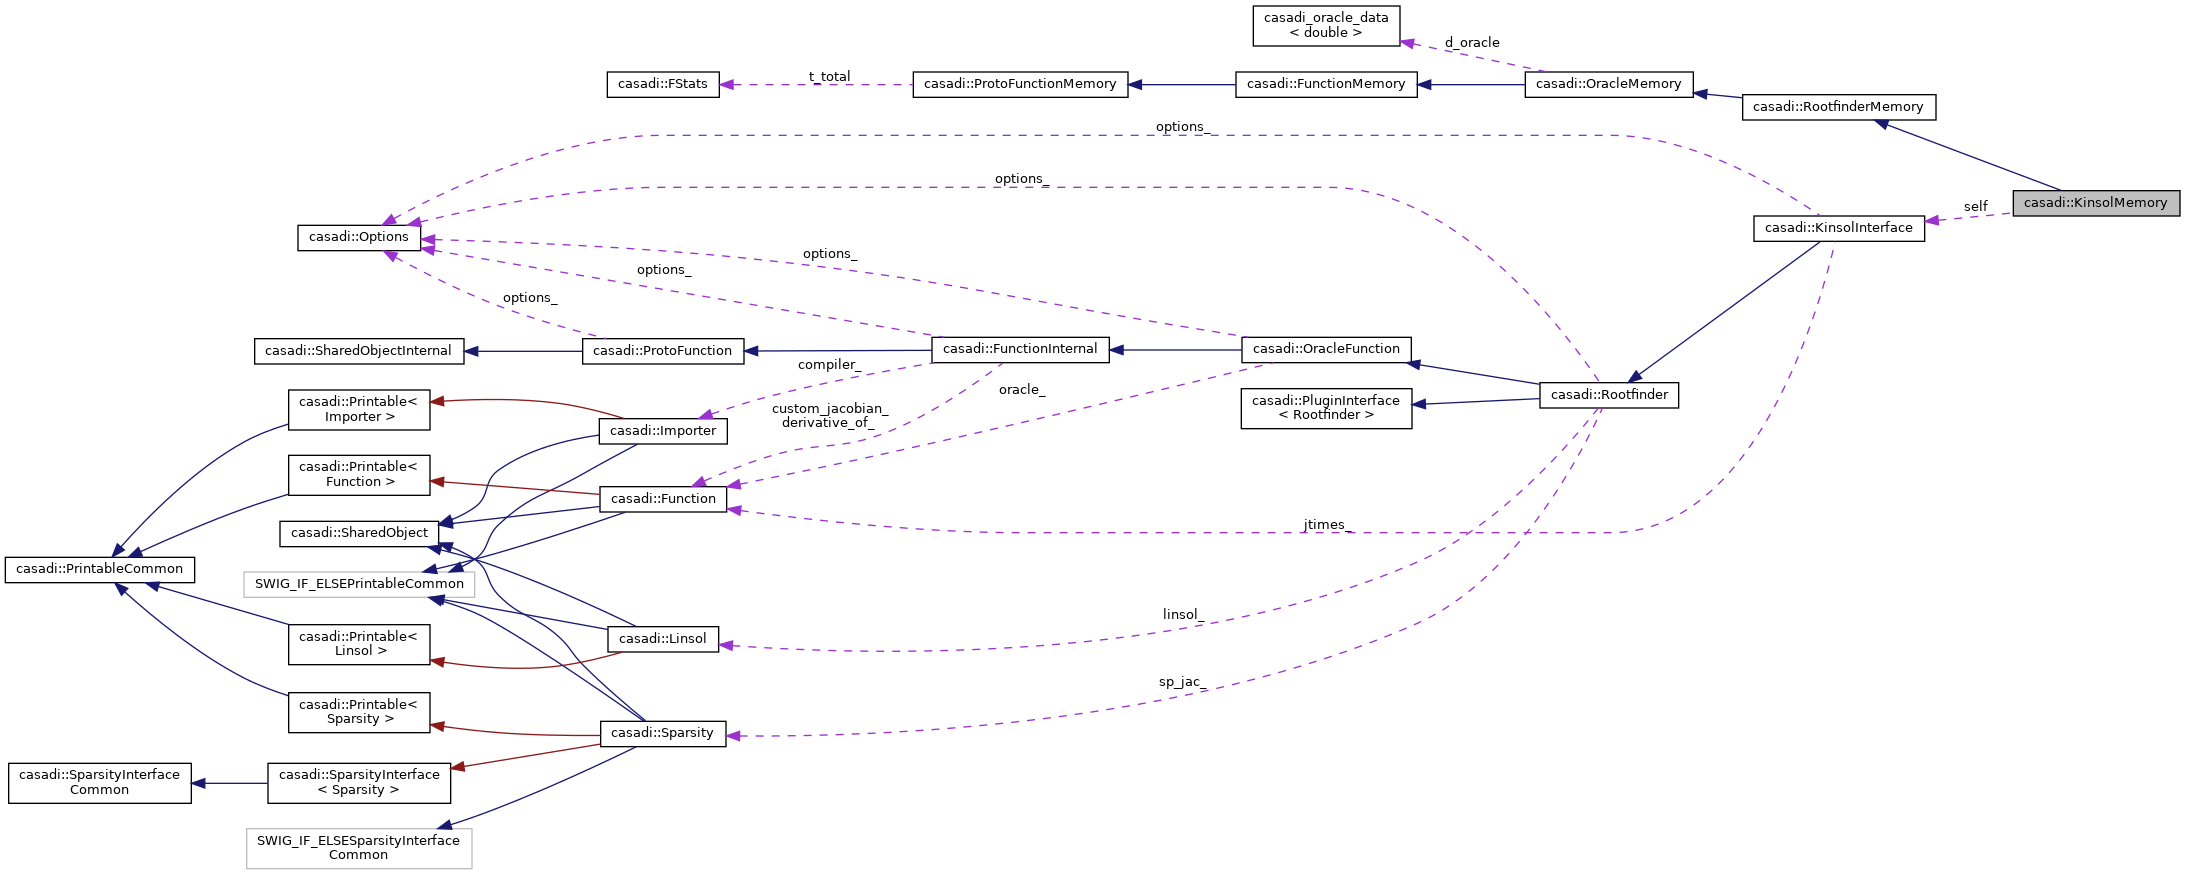 casadi_oracle_data
< double >
d_oracle
casadi::FStats
t_total
casadi::ProtoFunctionMemory
casadi::FunctionMemory
casadi::OracleMemory
casadi::RootfinderMemory
options_
options_
casadi::KinsolMemory
self
casadi::KinsolInterface
casadi::Options
options_
options_
options_
casadi::SharedObjectInternal
casadi::ProtoFunction
casadi::FunctionInternal
casadi::OracleFunction
compiler_
oracle_
casadi::Rootfinder
casadi::PluginInterface
< Rootfinder >
casadi::Printable<
Importer >
custom_jacobian_
derivative_of_
casadi::Importer
casadi::Printable<
Function >
casadi::Function
jtimes_
casadi::SharedObject
casadi::PrintableCommon
SWIG_IF_ELSEPrintableCommon
linsol_
casadi::Printable<
Linsol >
casadi::Linsol
sp_jac_
casadi::Printable<
Sparsity >
casadi::Sparsity
casadi::SparsityInterface
Common
casadi::SparsityInterface
< Sparsity >
SWIG_IF_ELSESparsityInterface
Common